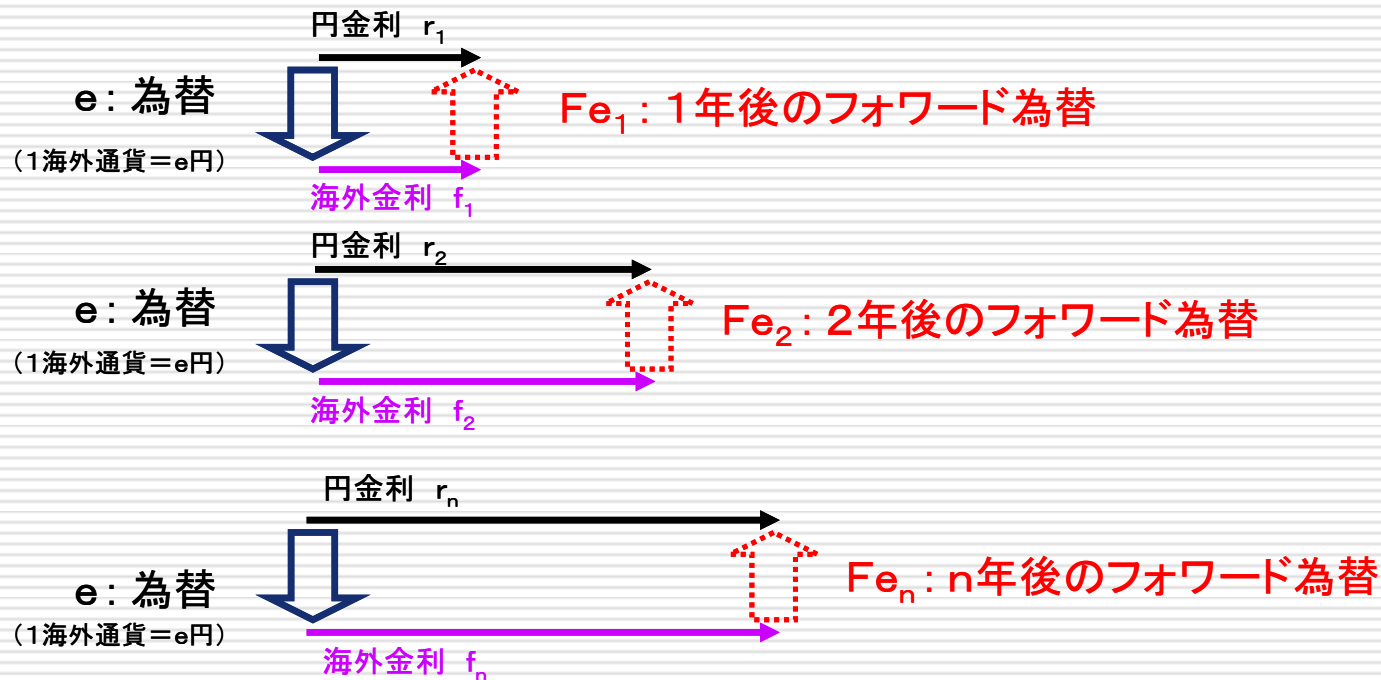 円金利 r₁
e：為替
Fe₁：１年後のフォワード為替
（１海外通貨＝e円）
海外金利 f₁
円金利 r₂
e：為替
Fe₂：２年後のフォワード為替
（１海外通貨＝e円）
海外金利 f₂
円金利 rₙ
e：為替
Feₙ：n年後のフォワード為替
（１海外通貨＝e円）
海外金利 fₙ